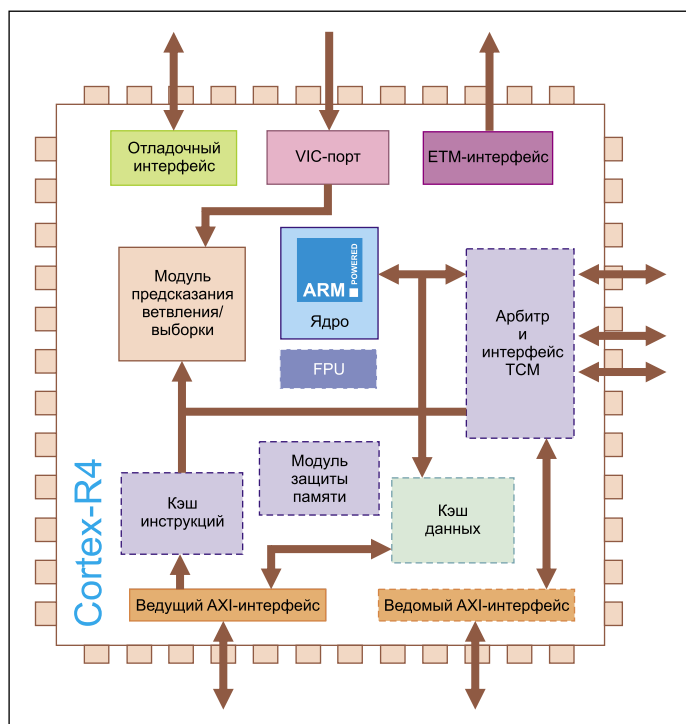 Отладочный
интерфейс
VIC-порт
ETM-интерфейс
Модуль
предсказания
ветвления/
выборки
ARM
POWERED
Ядро
Арбитр
и
интерфейс
TCM
FPU
Модуль
защиты
памяти
Кэш
инструкций
Кэш
данных
Cortex-R4
Ведущий AXI-интерфейс
Ведомый AXI-интерфейс